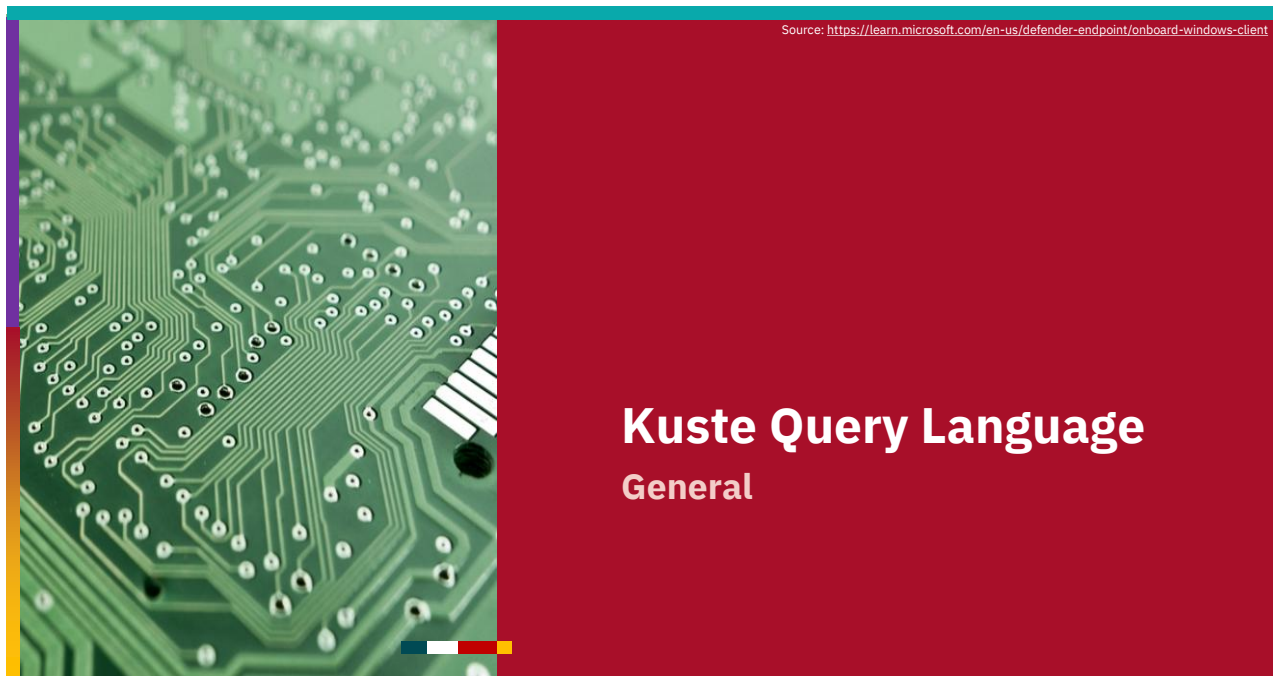 Source: https://learn.microsoft.com/en-us/defender-endpoint/onboard-windows-client
Kuste Query Language
General